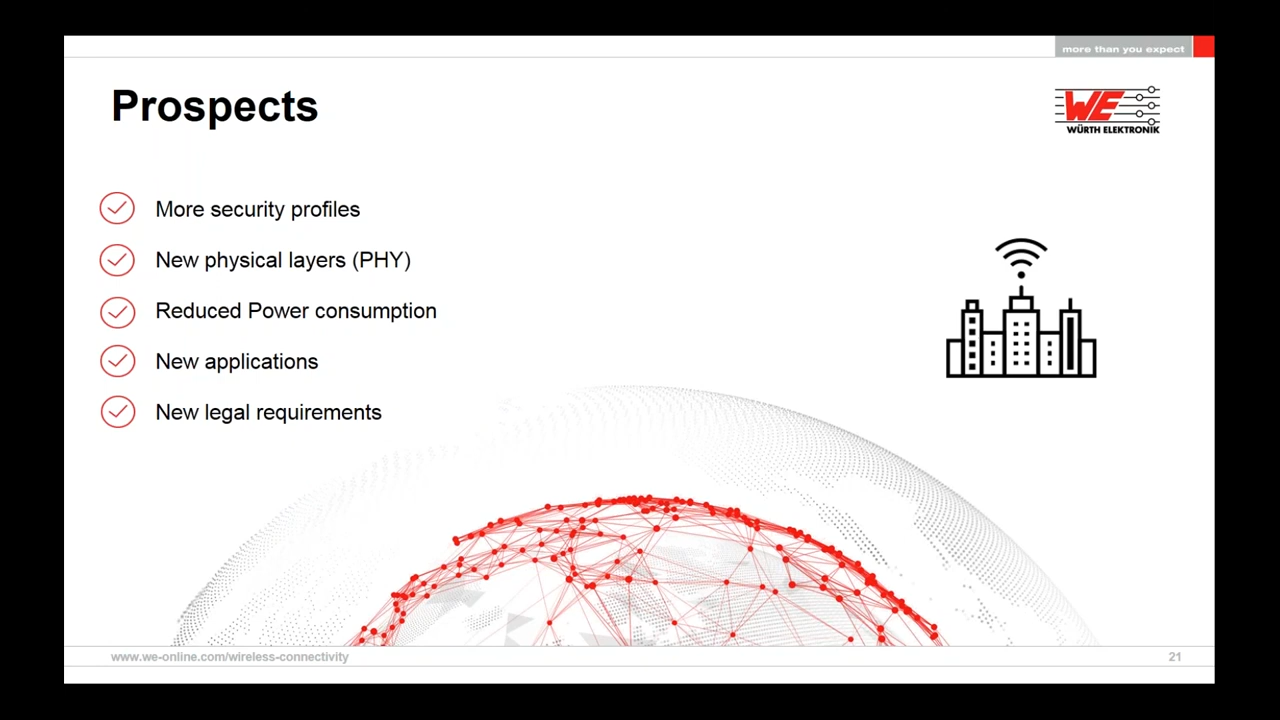 more than you expect
Prospects
WE
WÜRTH ELEKTRONIK
More security profiles
New physical layers (PHY)
Reduced Power consumption
New applications
New legal requirements
www.we-online.com/wireless-connectivity
21